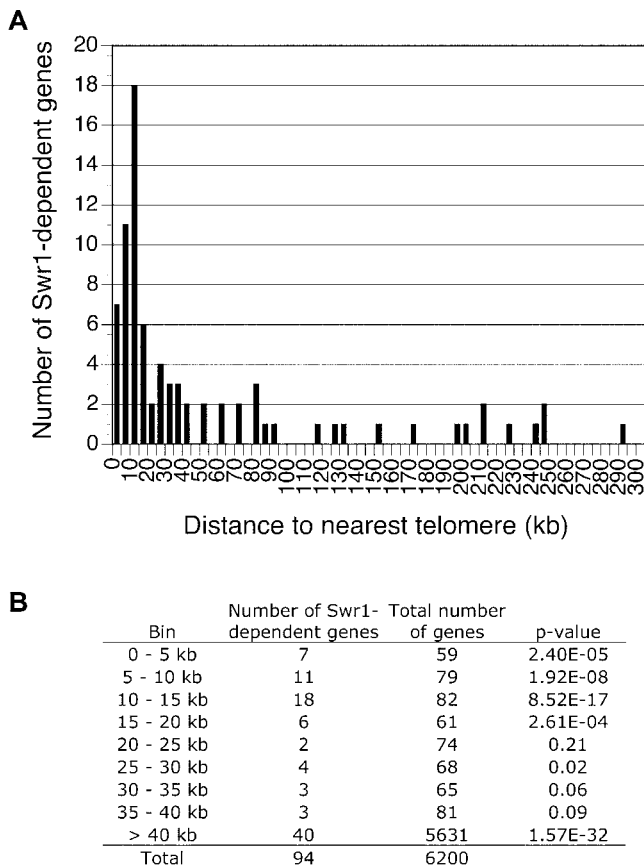 A
20
18
16
14
12
10
8
6
4
2
0
Number of Swr1-dependent genes
0 10 20 30 40 50 60 70 80 90 100 110 120 130 140 150 160 170 180 190 200 210 220 230 240 250 260 270 280 290 300
Distance to nearest telomere (kb)
B
Number of Swr1- Total number
Bin dependent genes of genes p-value
0 - 5 kb 7 59 2.40E-05
5 - 10 kb 11 79 1.92E-08
10 - 15 kb 18 82 8.52E-17
15 - 20 kb 6 61 2.61E-04
20 - 25 kb 2 74 0.21
25 - 30 kb 4 68 0.02
30 - 35 kb 3 65 0.06
35 - 40 kb 3 81 0.09
> 40 kb 40 5631 1.57E-32
Total 94 6200